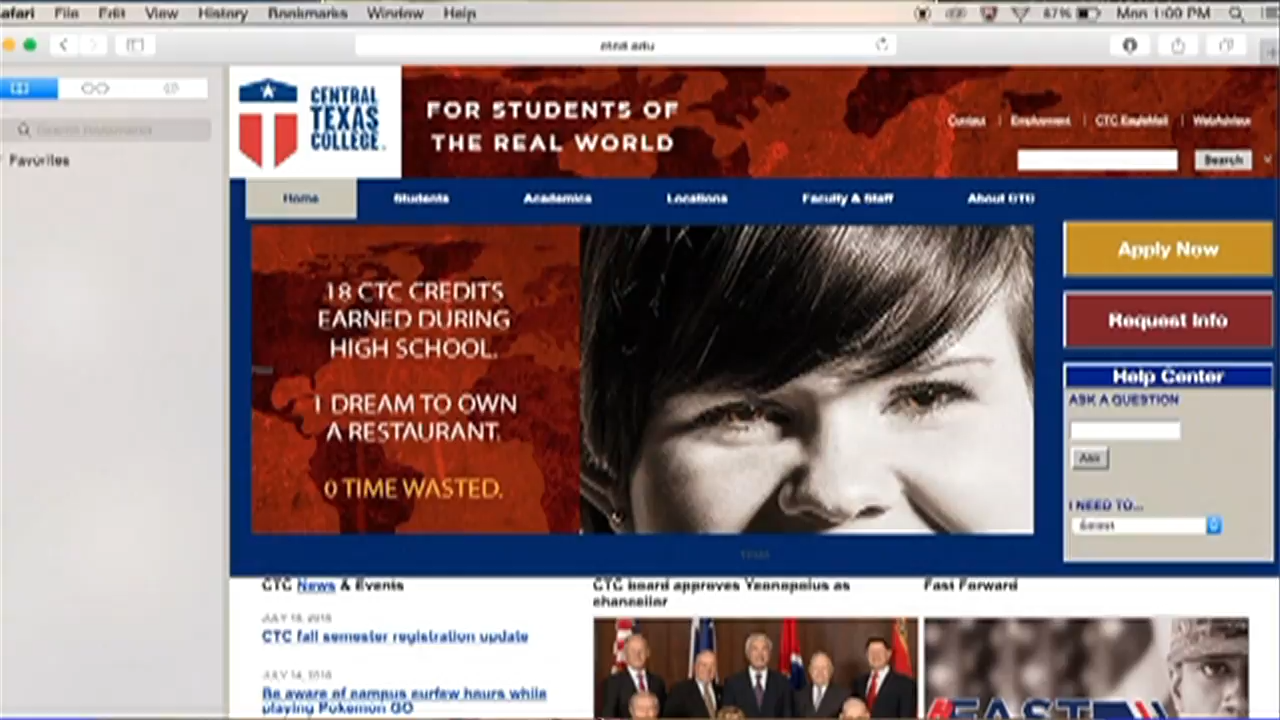 File Edit View History Bookmarks Window Help
87% Mon 1:00 PM
Favorites
CENTRAL
TEXAS
COLLEGE
FOR STUDENTS OF
THE REAL WORLD
Contact | Employment | CTC EagleMail | WebAdvisor
Search
Home Students Academics Locations Faculty & Staff About CTC
18 CTC CREDITS
EARNED DURING
HIGH SCHOOL.
I DREAM TO OWN
A RESTAURANT.
0 TIME WASTED.
Apply Now
Request Info
Help Center
ASK A QUESTION
Ask
I NEED TO...
Select
CTC News & Events
JULY 18, 2016
CTC fall semester registration update
JULY 14, 2016
Be aware of campus curfew hours while
playing Pokemon GO
CTC board approves Yeonopolus as
chancellor
Fast Forward
FAST